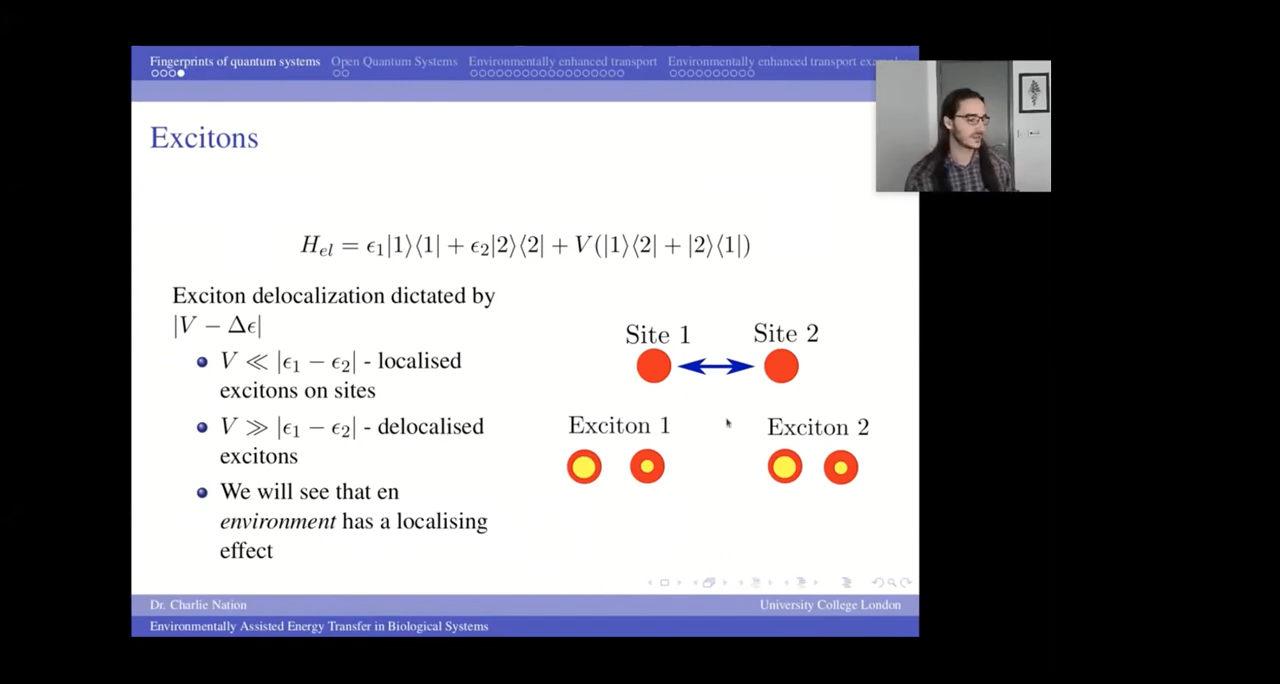 Fingerprints of quantum systems Open Quantum Systems Environmentally enhanced transport Environmentally enhanced transport
Excitons
H_{el} = ϵ₁|1⟩⟨1| + ϵ₂|2⟩⟨2| + V(|1⟩⟨2| + |2⟩⟨1|)
Exciton delocalization dictated by
|V − Δϵ|
V ≪ |ϵ₁ − ϵ₂| - localised
excitons on sites
V ≫ |ϵ₁ − ϵ₂| - delocalised
excitons
We will see that en
environment has a localising
effect
Site 1 Site 2
Exciton 1 Exciton 2
Dr. Charlie Nation University College London
Environmentally Assisted Energy Transfer in Biological Systems